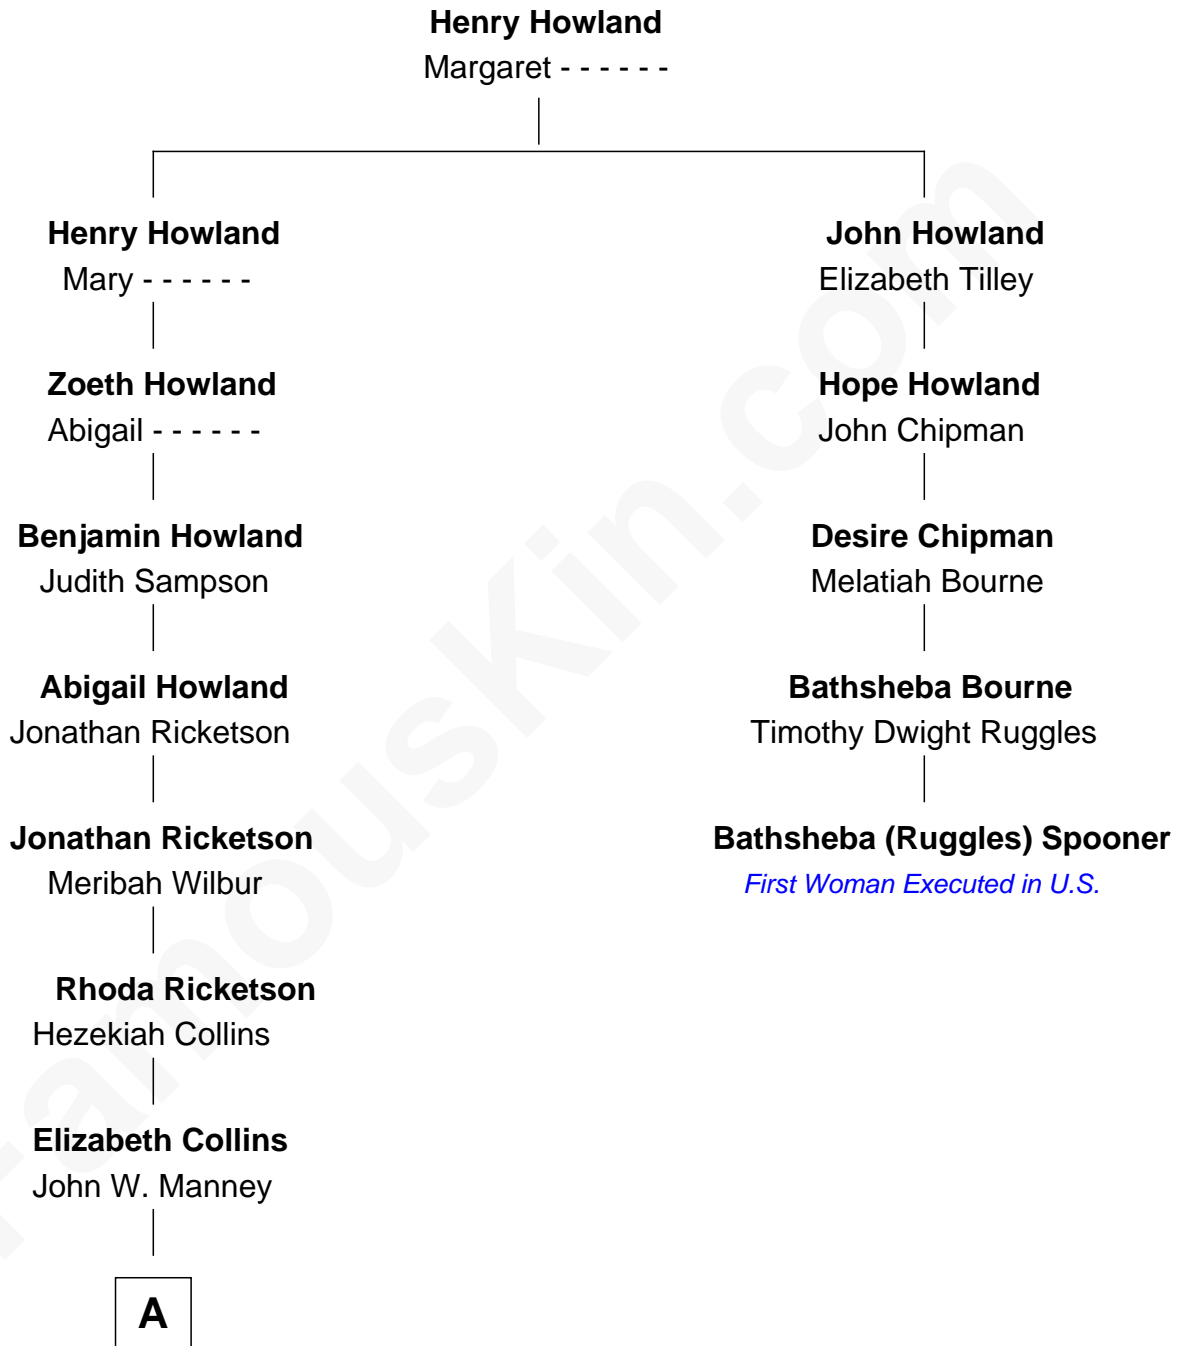 Henry Howland
Margaret - - - - - -
Henry Howland
Mary - - - - - -
John Howland
Elizabeth Tilley
Zoeth Howland
Abigail - - - - - -
Hope Howland
John Chipman
Benjamin Howland
Judith Sampson
Desire Chipman
Melatiah Bourne
Abigail Howland
Jonathan Ricketson
Bathsheba Bourne
Timothy Dwight Ruggles
Jonathan Ricketson
Meribah Wilbur
Bathsheba (Ruggles) Spooner
First Woman Executed in U.S.
Rhoda Ricketson
Hezekiah Collins
Elizabeth Collins
John W. Manney
A
FamousKin.com